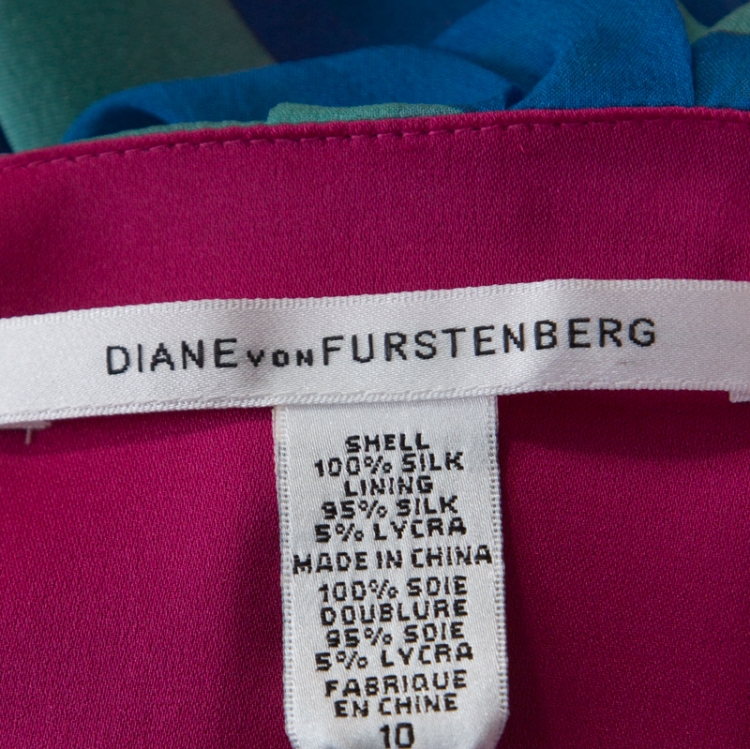 DIANE VON FURSTENBERG
SHELL
100% SILK
LINING
95% SILK
5% LYCRA
MADE IN CHINA
100% SOIE
DOUBLURE
95% SOIE
5% LYCRA
FABRIQUE
EN CHINE
10